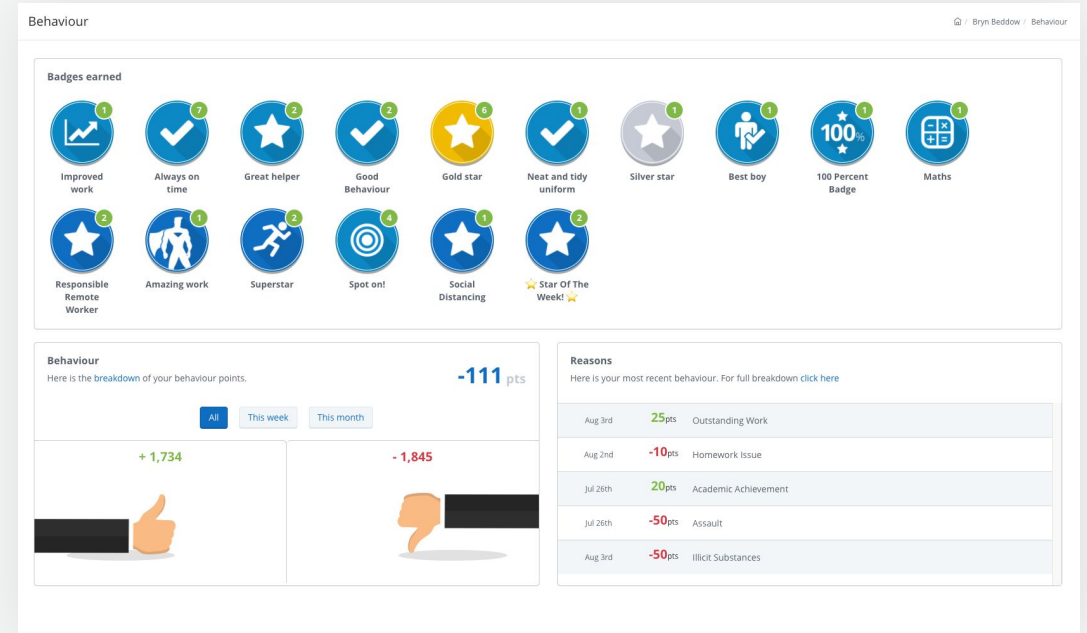 Behaviour
Bryn Beddow / Behaviour
Badges earned
1 7 2 2 6 1 1 1 1 1
100%
Improved work
Always on time
Great helper
Good Behaviour
Gold star
Neat and tidy uniform
Silver star
Best boy
100 Percent Badge
Maths
2 1 2 4 1 2
Responsible Remote Worker
Amazing work
Superstar
Spot on!
Social Distancing
⭐ Star Of The Week! ⭐
Behaviour
Here is the breakdown of your behaviour points.
-111 pts
All This week This month
+ 1,734
- 1,845
Reasons
Here is your most recent behaviour. For full breakdown click here
Aug 3rd 25pts Outstanding Work
Aug 2nd -10pts Homework Issue
Jul 26th 20pts Academic Achievement
Jul 26th -50pts Assault
Aug 3rd -50pts Illicit Substances